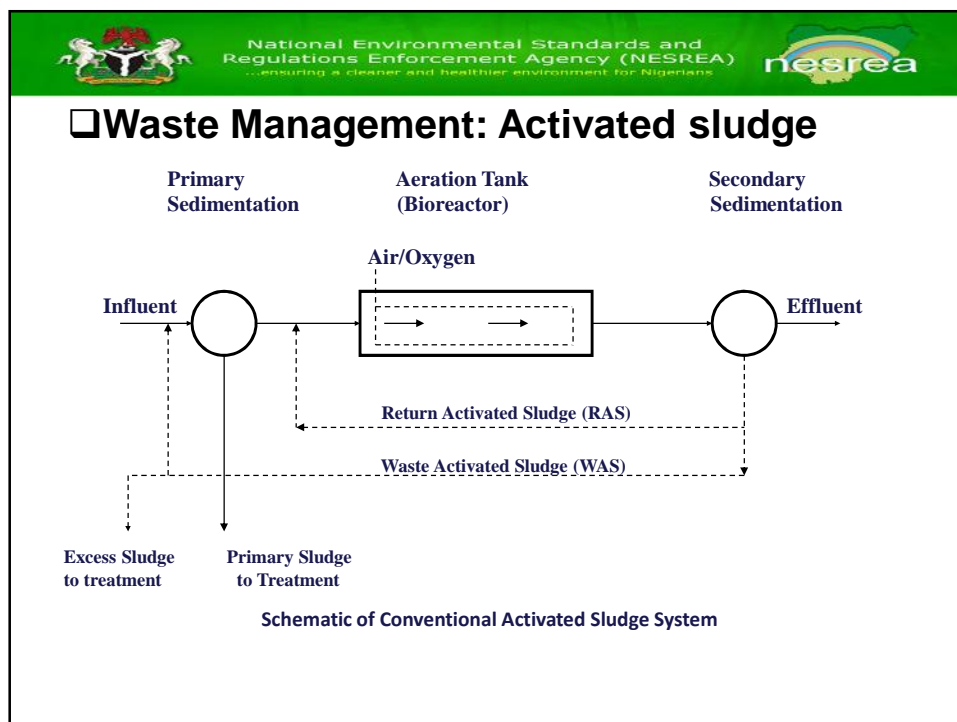 National Environmental Standards and
Regulations Enforcement Agency (NESREA)
...ensuring a cleaner and healthier environment for Nigerians
nesrea
❑Waste Management: Activated sludge
Primary
Sedimentation
Aeration Tank
(Bioreactor)
Secondary
Sedimentation
Air/Oxygen
Influent
Effluent
Return Activated Sludge (RAS)
Waste Activated Sludge (WAS)
Excess Sludge
to treatment
Primary Sludge
to Treatment
Schematic of Conventional Activated Sludge System